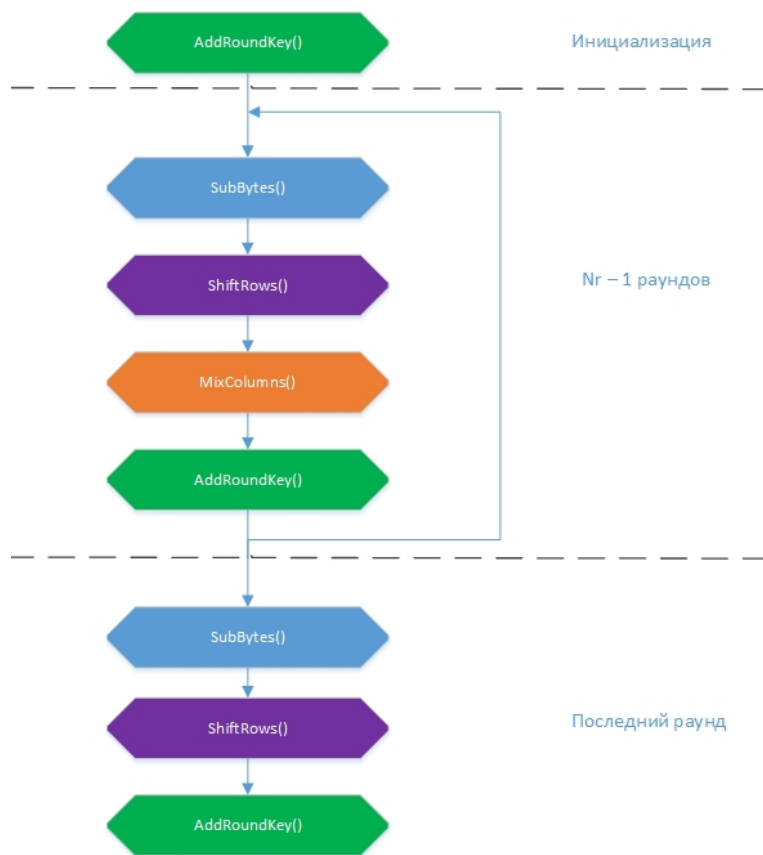 AddRoundKey()
Инициализация
SubBytes()
ShiftRows()
Nr – 1 раундов
MixColumns()
AddRoundKey()
SubBytes()
ShiftRows()
Последний раунд
AddRoundKey()